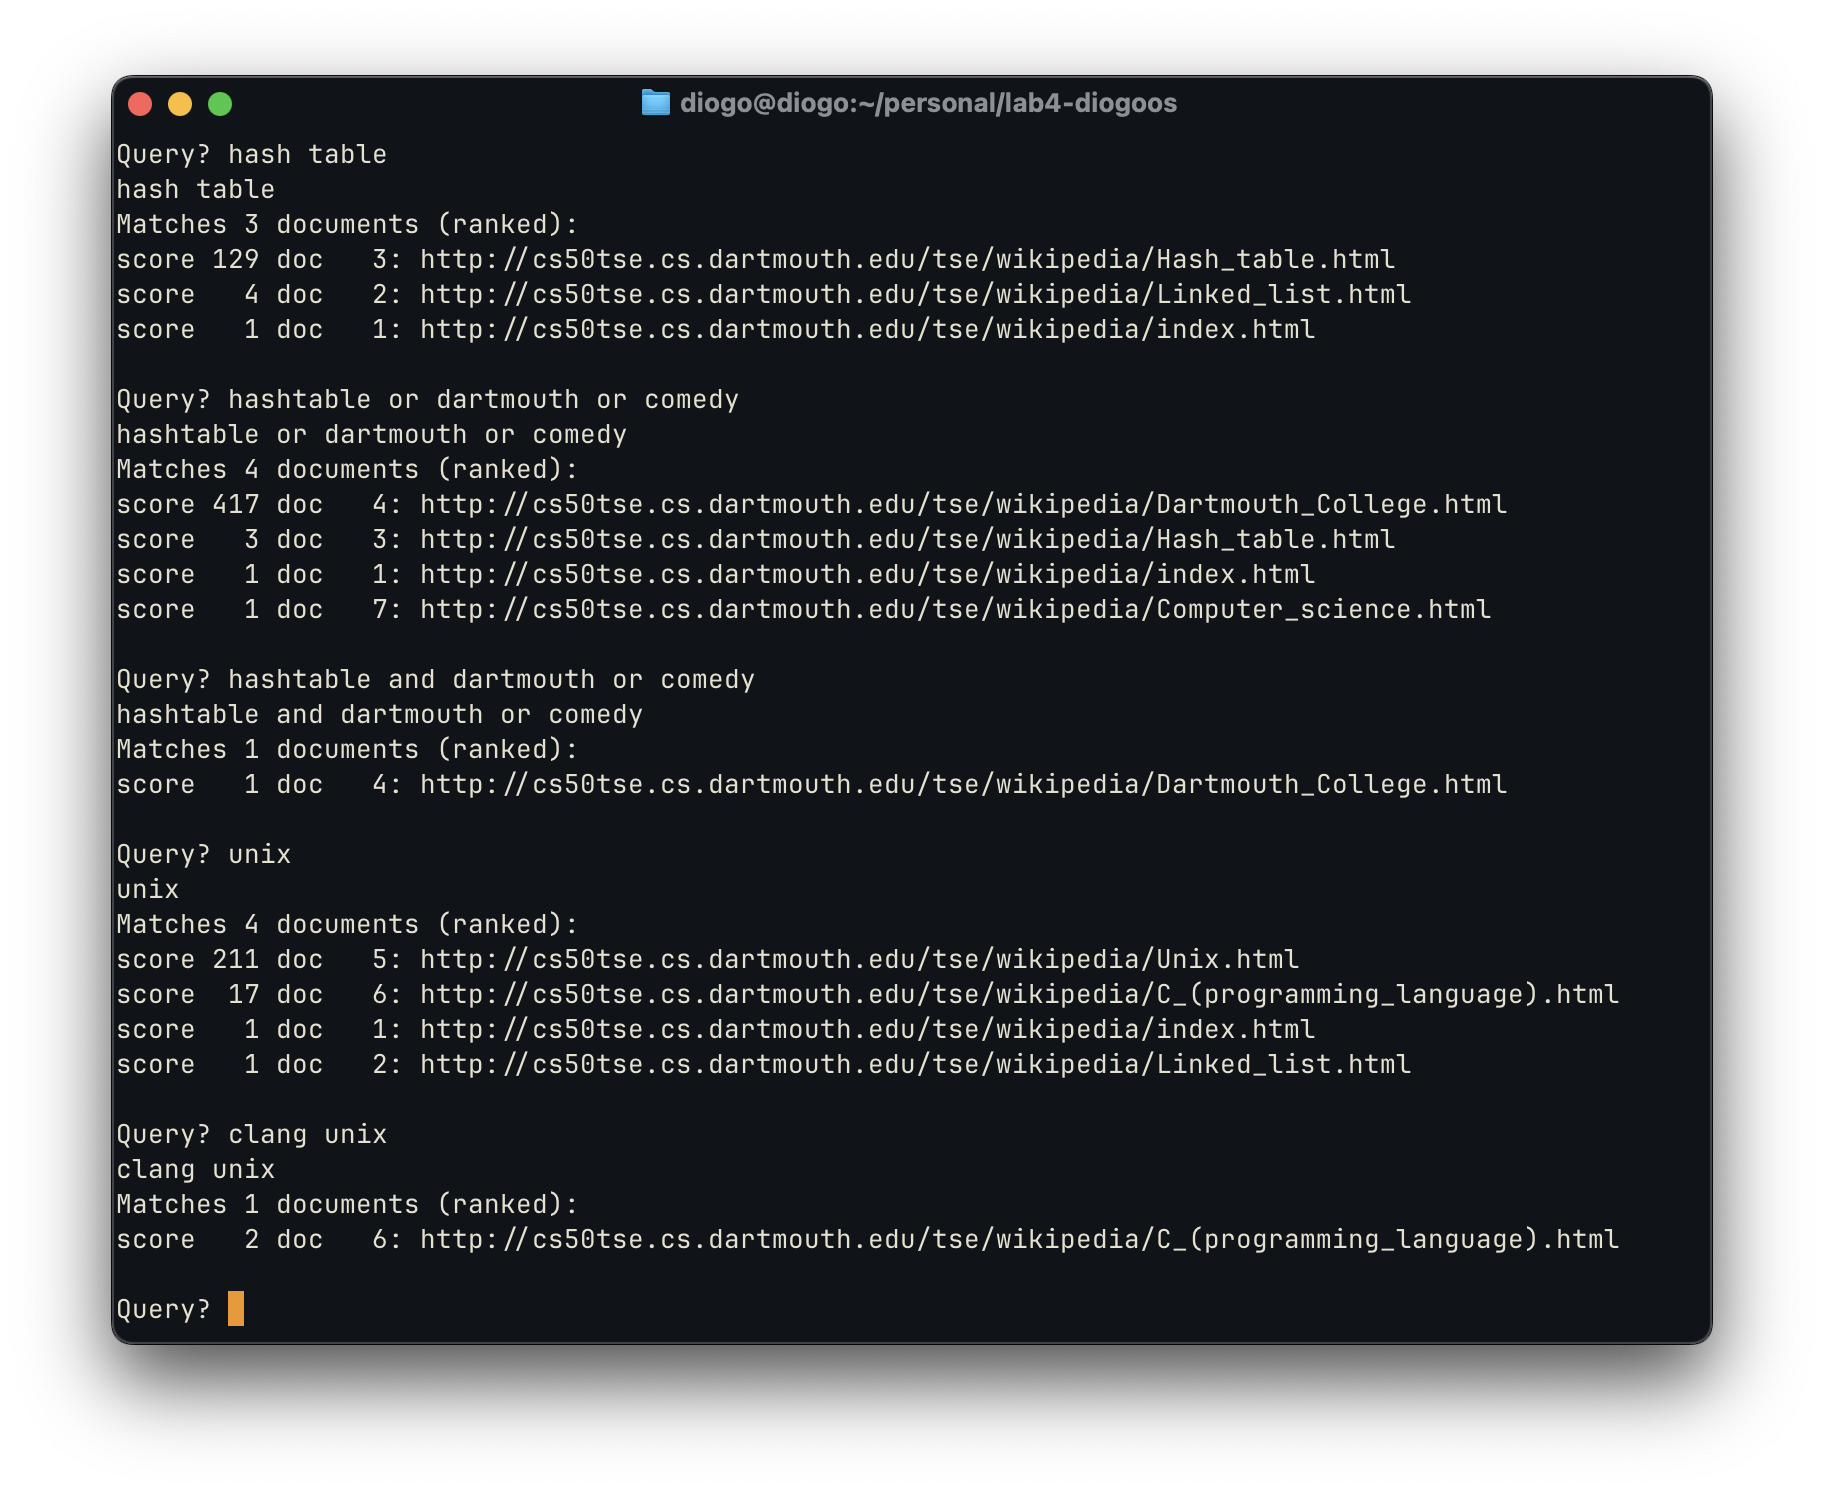 diogo@diogo:~/personal/lab4-diogoos
Query? hash table
hash table
Matches 3 documents (ranked):
score 129 doc   3: http://cs50tse.cs.dartmouth.edu/tse/wikipedia/Hash_table.html
score   4 doc   2: http://cs50tse.cs.dartmouth.edu/tse/wikipedia/Linked_list.html
score   1 doc   1: http://cs50tse.cs.dartmouth.edu/tse/wikipedia/index.html

Query? hashtable or dartmouth or comedy
hashtable or dartmouth or comedy
Matches 4 documents (ranked):
score 417 doc   4: http://cs50tse.cs.dartmouth.edu/tse/wikipedia/Dartmouth_College.html
score   3 doc   3: http://cs50tse.cs.dartmouth.edu/tse/wikipedia/Hash_table.html
score   1 doc   1: http://cs50tse.cs.dartmouth.edu/tse/wikipedia/index.html
score   1 doc   7: http://cs50tse.cs.dartmouth.edu/tse/wikipedia/Computer_science.html

Query? hashtable and dartmouth or comedy
hashtable and dartmouth or comedy
Matches 1 documents (ranked):
score   1 doc   4: http://cs50tse.cs.dartmouth.edu/tse/wikipedia/Dartmouth_College.html

Query? unix
unix
Matches 4 documents (ranked):
score 211 doc   5: http://cs50tse.cs.dartmouth.edu/tse/wikipedia/Unix.html
score  17 doc   6: http://cs50tse.cs.dartmouth.edu/tse/wikipedia/C_(programming_language).html
score   1 doc   1: http://cs50tse.cs.dartmouth.edu/tse/wikipedia/index.html
score   1 doc   2: http://cs50tse.cs.dartmouth.edu/tse/wikipedia/Linked_list.html

Query? clang unix
clang unix
Matches 1 documents (ranked):
score   2 doc   6: http://cs50tse.cs.dartmouth.edu/tse/wikipedia/C_(programming_language).html

Query?